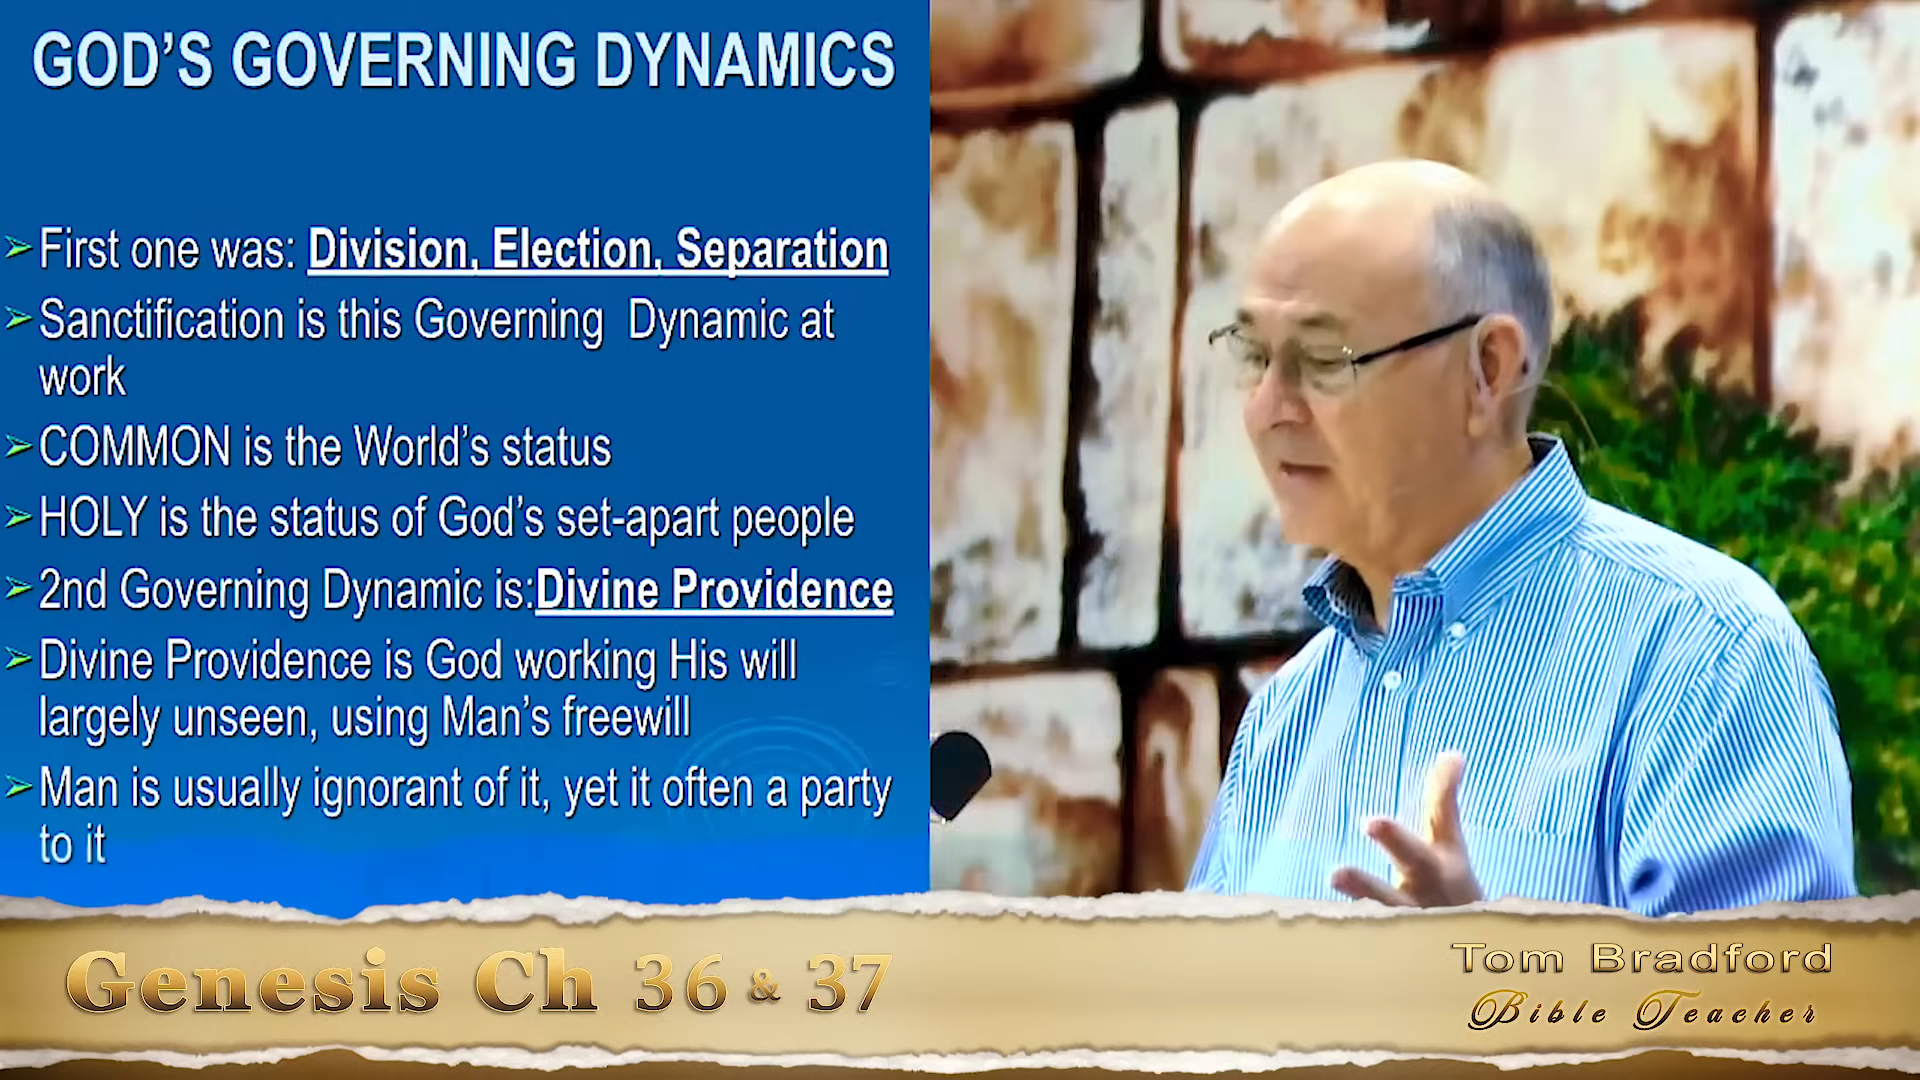 GOD'S GOVERNING DYNAMICS
➢ First one was: Division, Election, Separation
➢ Sanctification is this Governing Dynamic at
work
➢ COMMON is the World's status
➢ HOLY is the status of God's set-apart people
➢ 2nd Governing Dynamic is:Divine Providence
➢ Divine Providence is God working His will
largely unseen, using Man's freewill
➢ Man is usually ignorant of it, yet it often a party
to it
Genesis Ch 36 & 37
Tom Bradford
Bible Teacher